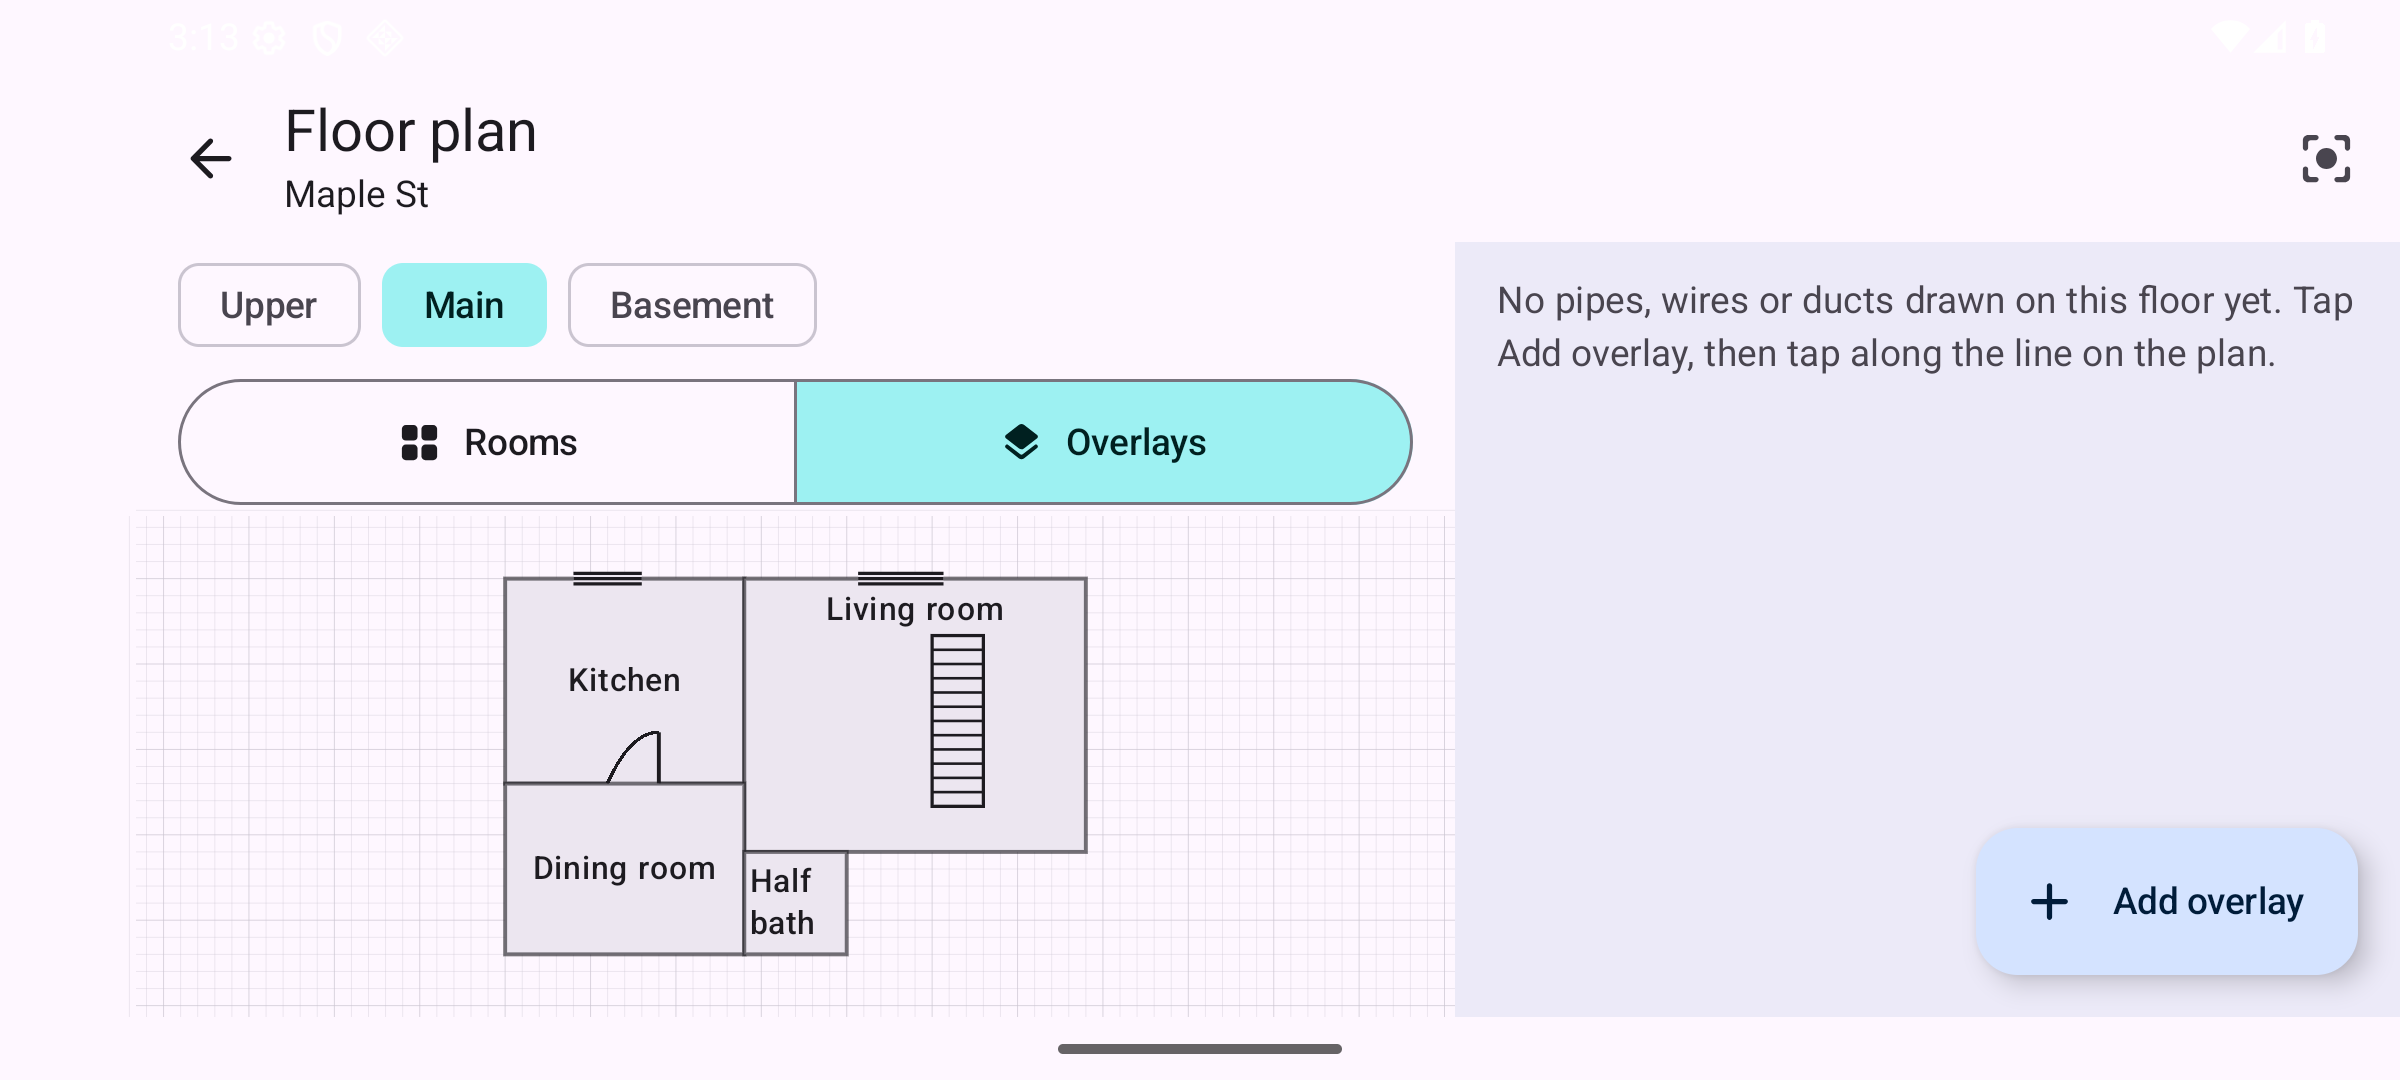 3:13
Floor plan
Maple St
Upper
Main
Basement
Rooms
Overlays
No pipes, wires or ducts drawn on this floor yet. Tap
Add overlay, then tap along the line on the plan.
Living room
Kitchen
Dining room
Half
bath
Add overlay